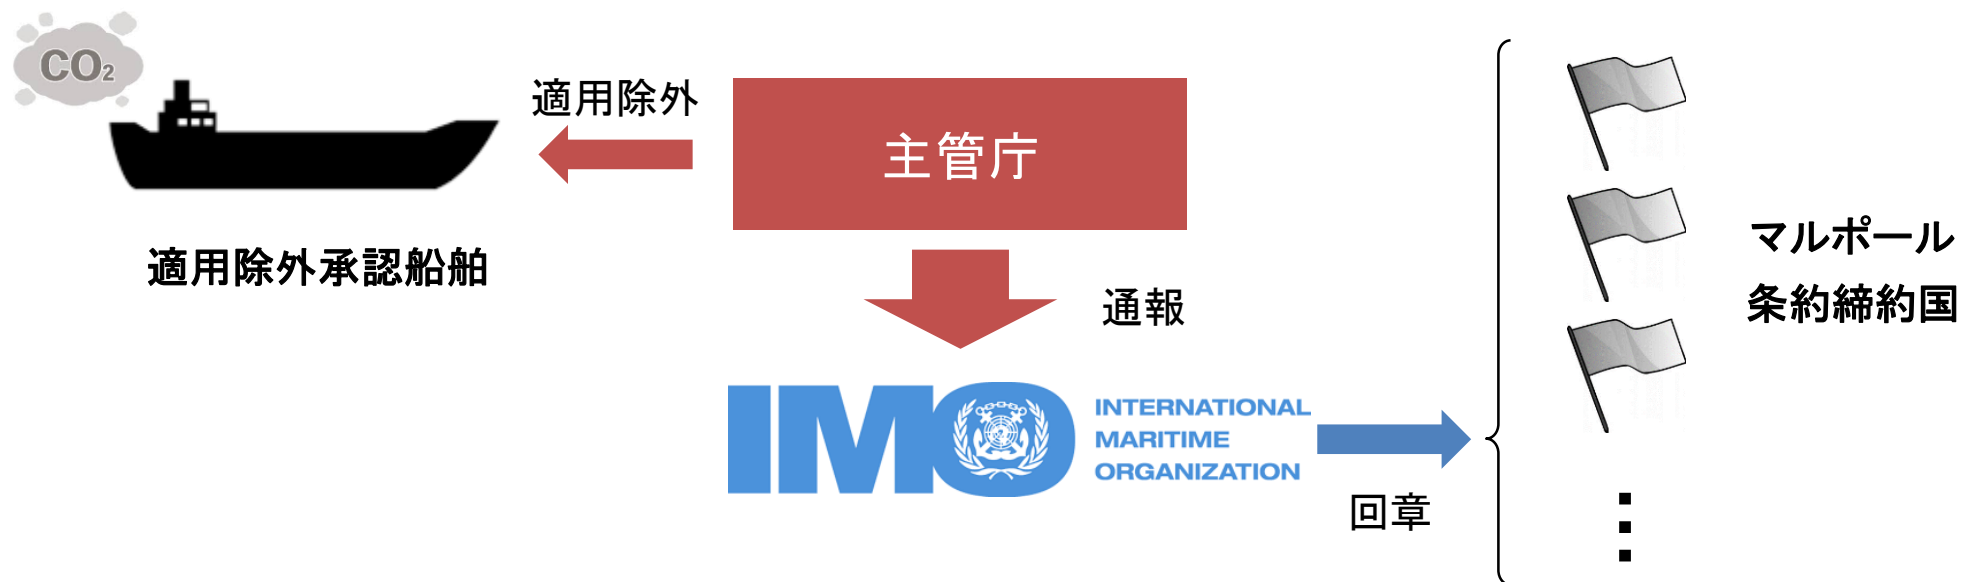 CO₂
適用除外
主管庁
適用除外承認船舶
通報
IMO
INTERNATIONAL
MARITIME
ORGANIZATION
回章
マルポール
条約締約国